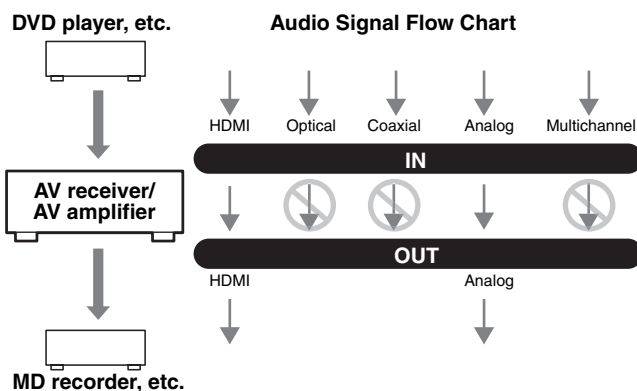 DVD player, etc.
Audio Signal Flow Chart
HDMI Optical Coaxial Analog Multichannel
IN
AV receiver/
AV amplifier
OUT
HDMI Analog
MD recorder, etc.